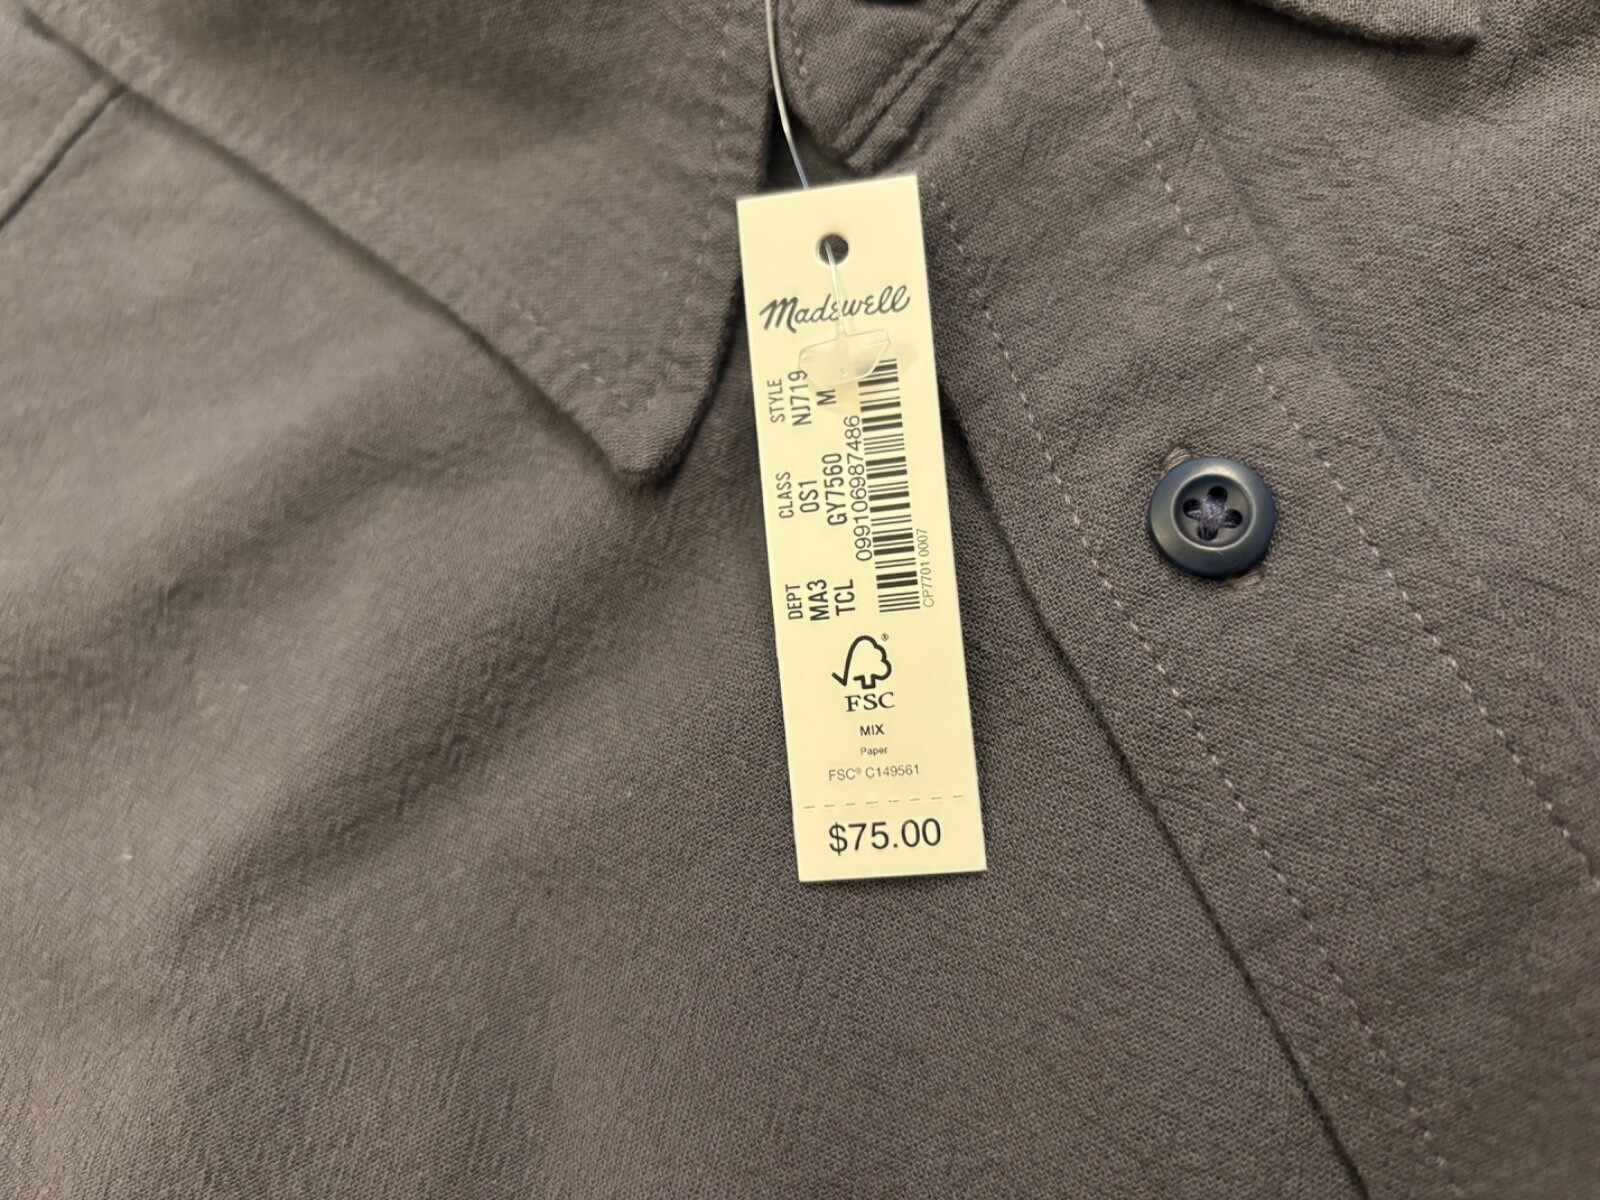 Madewell
DEPT CLASS STYLE
MA3 OS1 NJ719
TCL GY7560 M
099106987486
CP7701 0007
®
FSC
MIX
Paper
FSC® C149561
$75.00